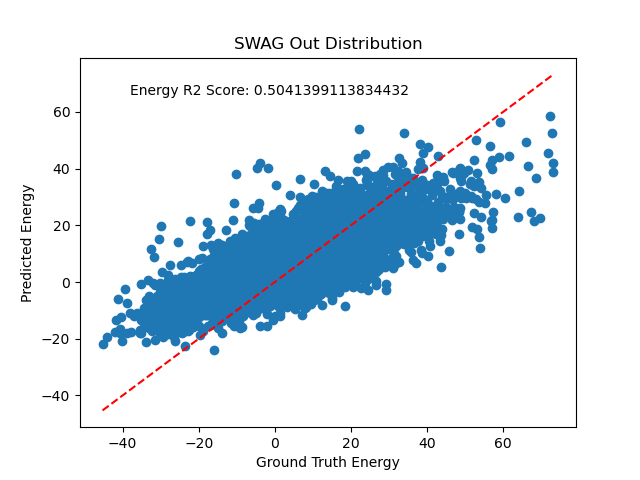 SWAG Out Distribution
Energy R2 Score: 0.5041399113834432
Predicted Energy
60
40
20
0
−20
−40
−40 −20 0 20 40 60
Ground Truth Energy